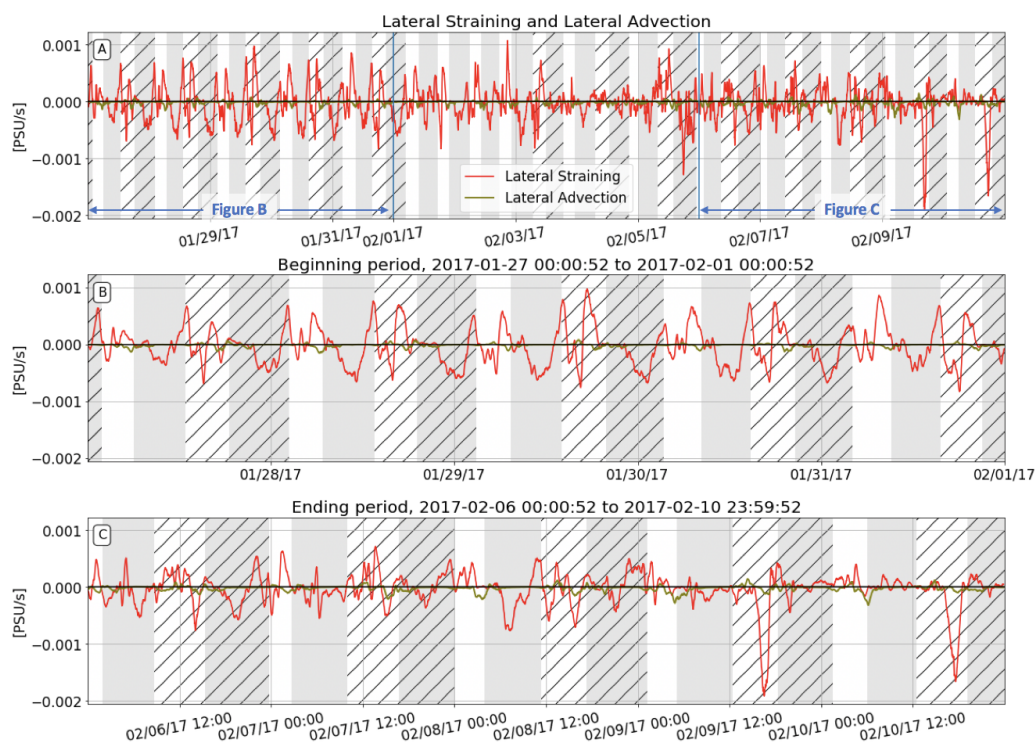 Lateral Straining and Lateral Advection
A
0.001
0.000
−0.001
−0.002
[PSU/s]
Lateral Straining
Lateral Advection
Figure B
Figure C
01/29/17
01/31/17
02/01/17
02/03/17
02/05/17
02/07/17
02/09/17
Beginning period, 2017-01-27 00:00:52 to 2017-02-01 00:00:52
B
0.001
0.000
−0.001
−0.002
[PSU/s]
01/28/17
01/29/17
01/30/17
01/31/17
02/01/17
Ending period, 2017-02-06 00:00:52 to 2017-02-10 23:59:52
C
0.001
0.000
−0.001
−0.002
[PSU/s]
02/06/17 12:00
02/07/17 00:00
02/07/17 12:00
02/08/17 00:00
02/08/17 12:00
02/09/17 00:00
02/09/17 12:00
02/10/17 00:00
02/10/17 12:00